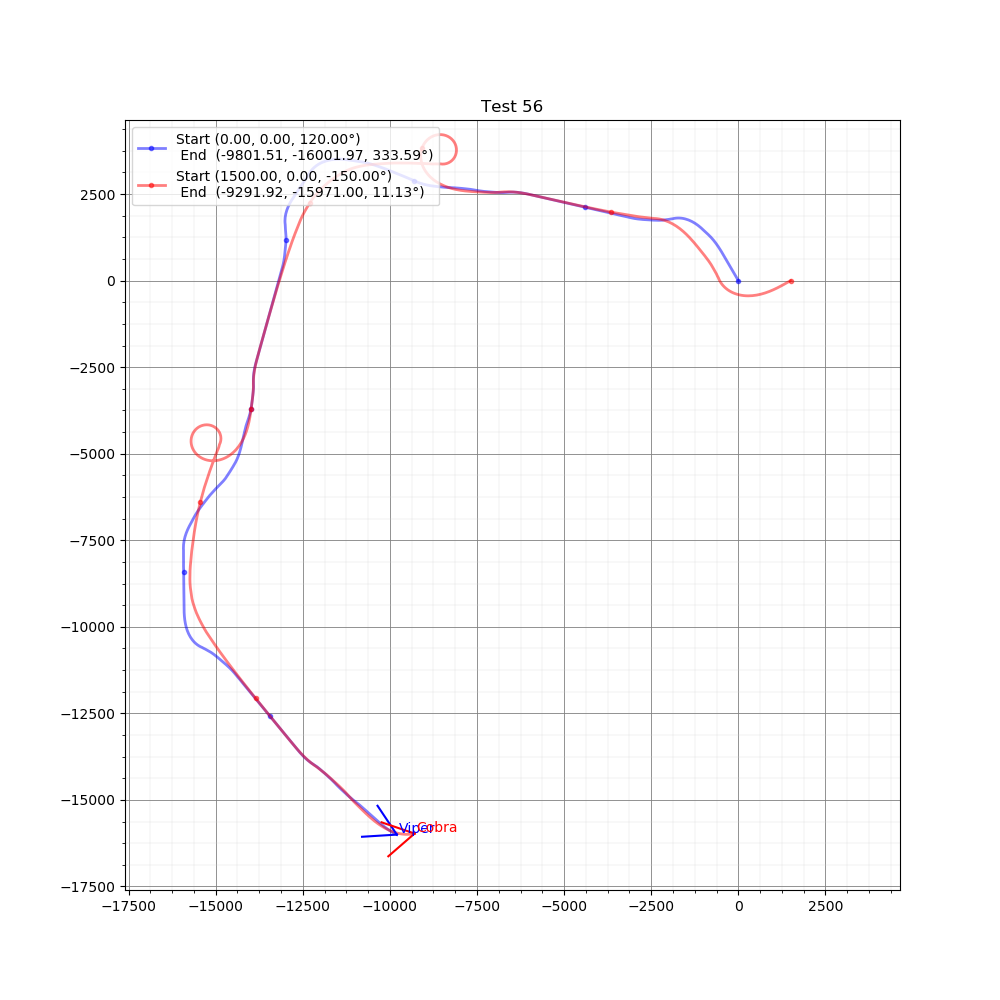 Test 56
Start (0.00, 0.00, 120.00°)
End (-9801.51, -16001.97, 333.59°)
Start (1500.00, 0.00, -150.00°)
End (-9291.92, -15971.00, 11.13°)
2500
0
−2500
−5000
−7500
−10000
−12500
−15000
−17500
Viper
Cobra
−17500 −15000 −12500 −10000 −7500 −5000 −2500 0 2500